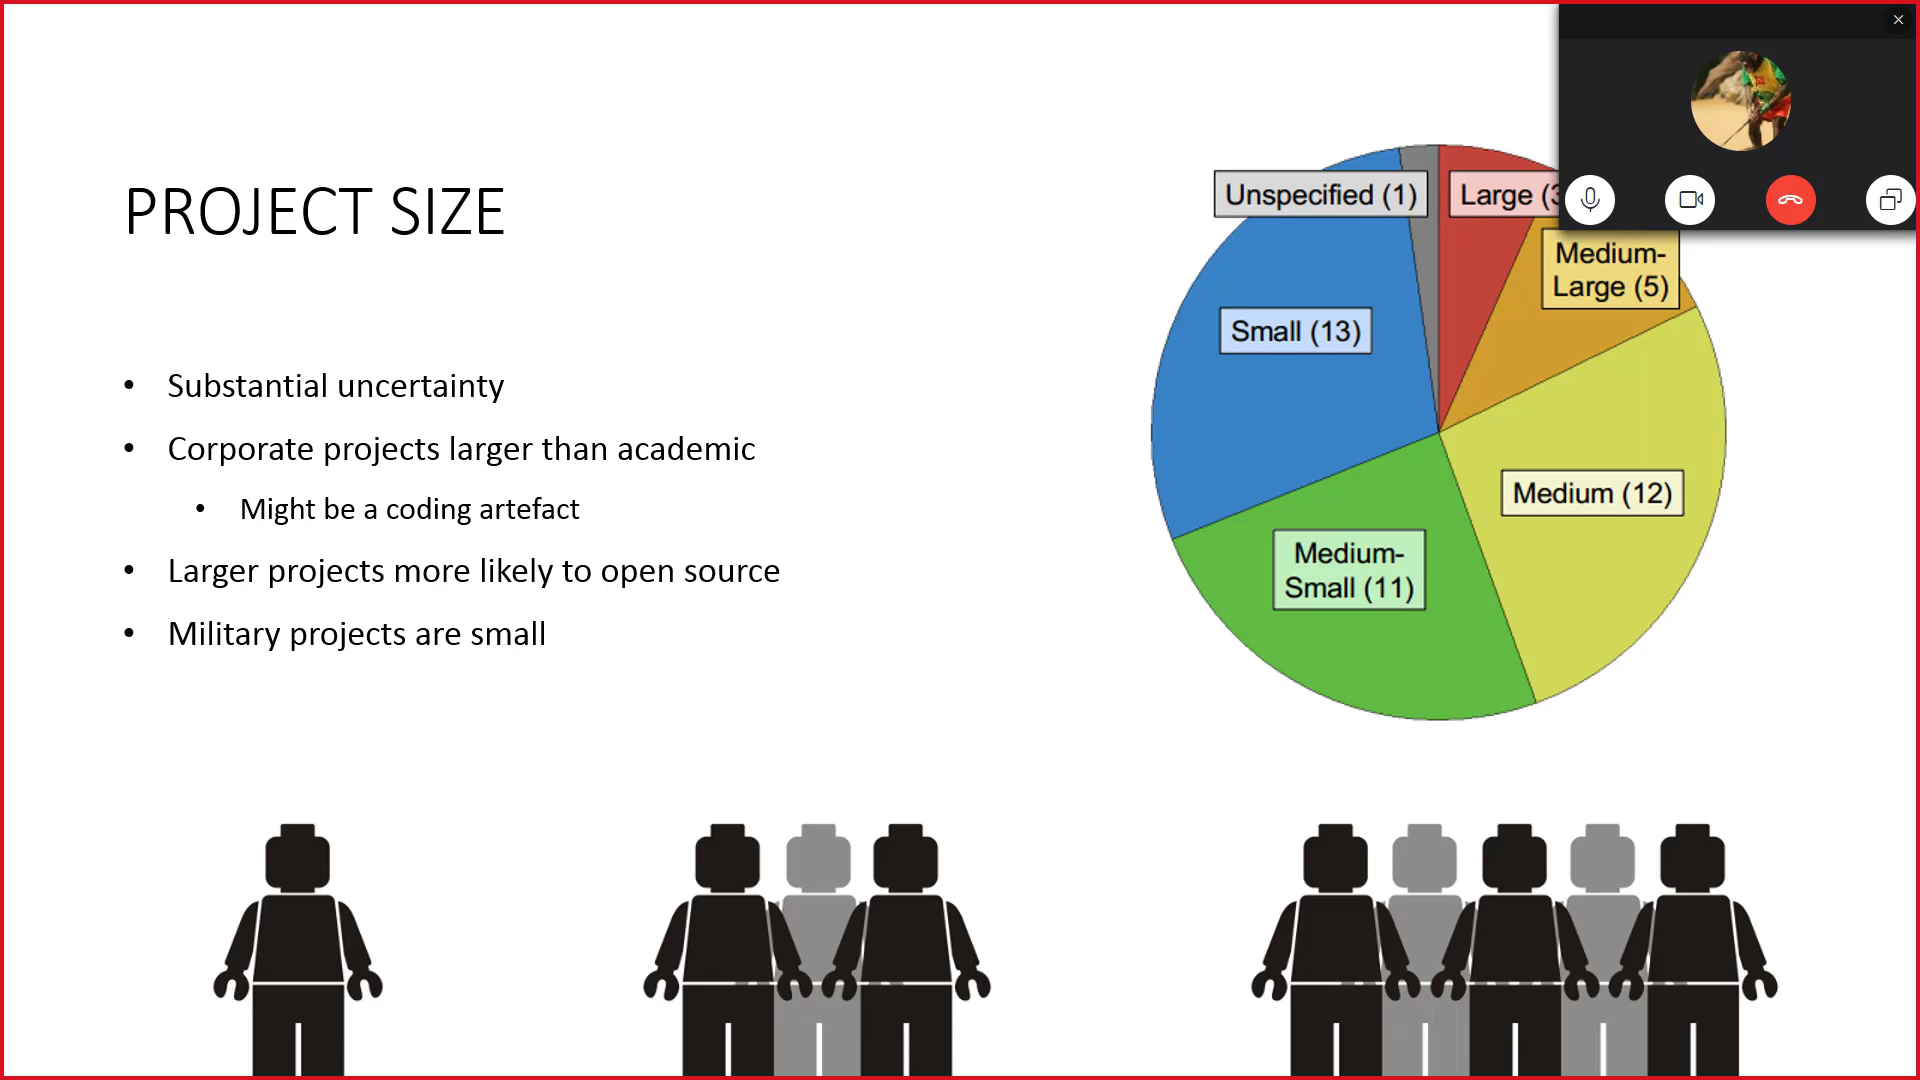 PROJECT SIZE
• Substantial uncertainty
• Corporate projects larger than academic
• Might be a coding artefact
• Larger projects more likely to open source
• Military projects are small
Unspecified (1)
Large (3
Medium-
Large (5)
Small (13)
Medium (12)
Medium-
Small (11)